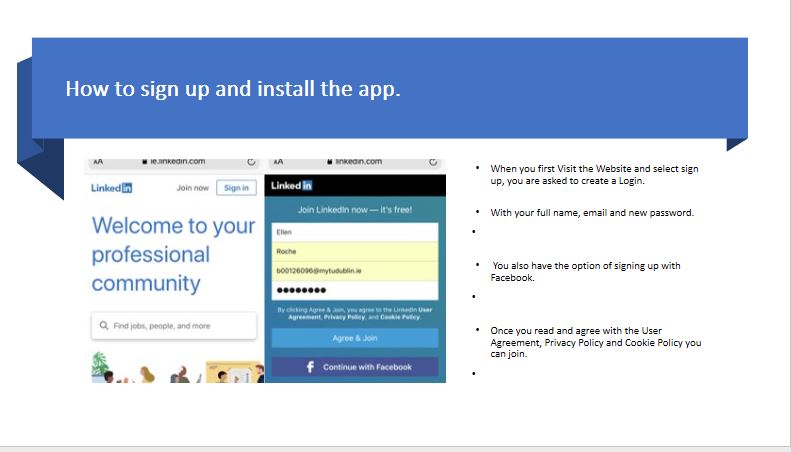 How to sign up and install the app.
AA ie.linkedin.com
LinkedIn Join now Sign in
Welcome to your
professional
community
Find jobs, people, and more
AA linkedin.com
LinkedIn
Join LinkedIn now — it's free!
Ellen
Roche
b00126096@mytudublin.ie
●●●●●●●●
By clicking Agree & Join, you agree to the LinkedIn User
Agreement, Privacy Policy, and Cookie Policy.
Agree & Join
f Continue with Facebook
• When you first Visit the Website and select sign
up, you are asked to create a Login.
• With your full name, email and new password.
•
• You also have the option of signing up with
Facebook.
•
• Once you read and agree with the User
Agreement, Privacy Policy and Cookie Policy you
can join.
•